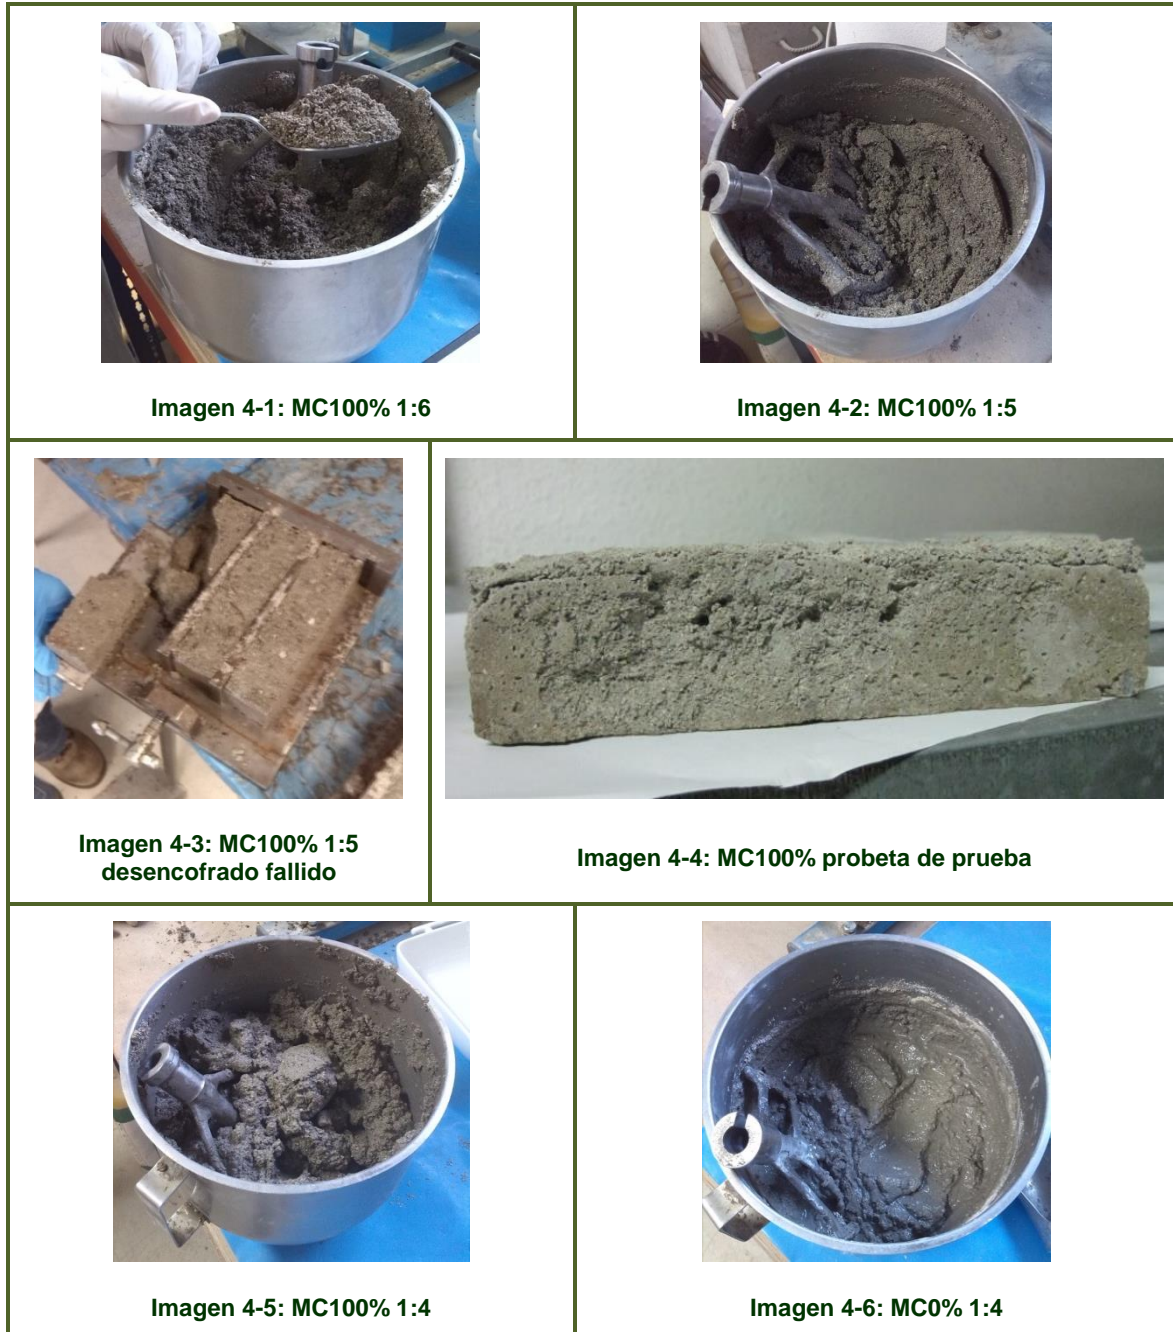 Imagen 4-1: MC100% 1:6
Imagen 4-2: MC100% 1:5
Imagen 4-3: MC100% 1:5
desencofrado fallido
Imagen 4-4: MC100% probeta de prueba
Imagen 4-5: MC100% 1:4
Imagen 4-6: MC0% 1:4